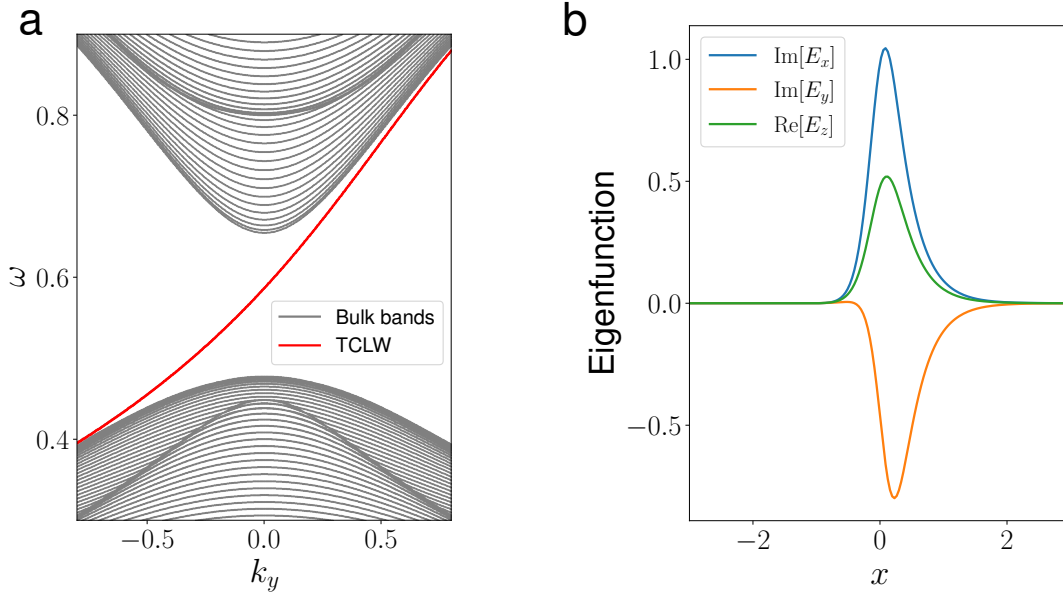 a
ω
0.8
0.6
0.4
Bulk bands
TCLW
−0.5
0.0
0.5
k_y
b
Eigenfunction
1.0
0.5
0.0
−0.5
Im[E_x]
Im[E_y]
Re[E_z]
−2
0
2
x